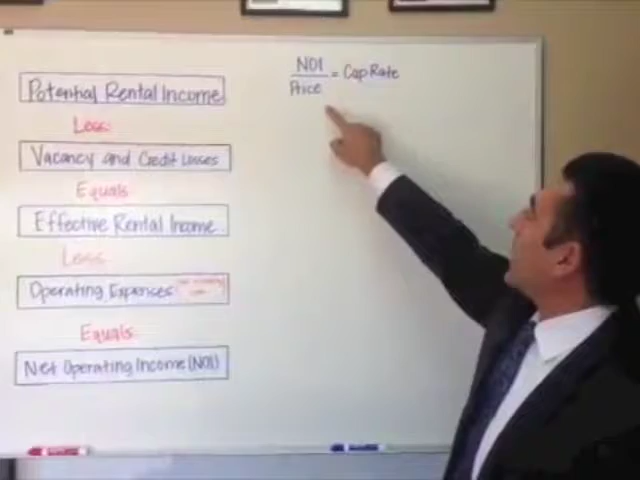 Potential Rental Income
Less:
Vacancy and Credit Losses
Equals
Effective Rental Income
Less:
Operating Expenses
Equals:
Net Operating Income (NOI)
NOI
Price
= Cap Rate